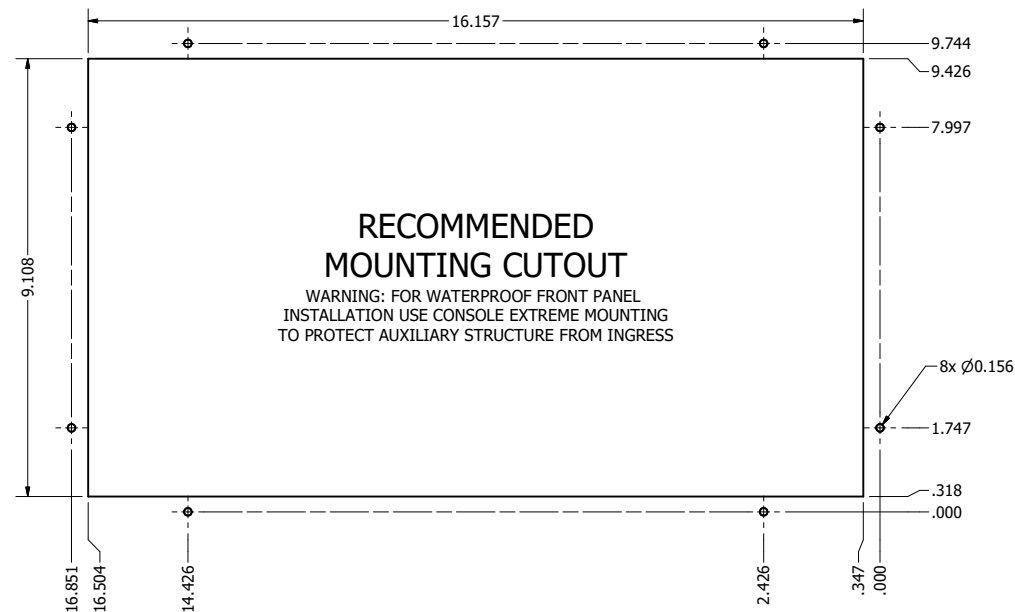 16.157
9.744
9.426
7.997
9.108
RECOMMENDED
MOUNTING CUTOUT
WARNING: FOR WATERPROOF FRONT PANEL
INSTALLATION USE CONSOLE EXTREME MOUNTING
TO PROTECT AUXILIARY STRUCTURE FROM INGRESS
8x Ø0.156
1.747
.318
.000
16.851
16.504
14.426
2.426
.347
.000